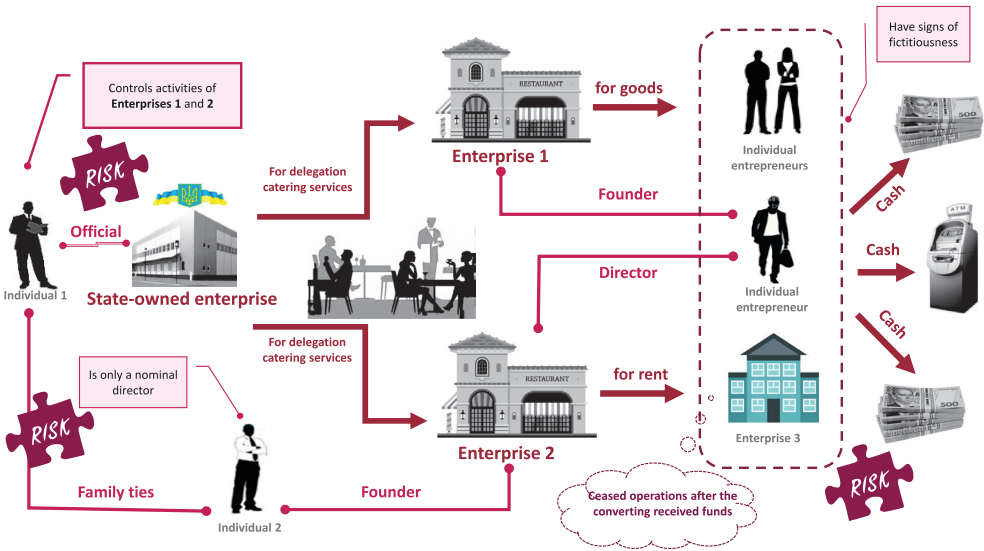 Controls activities of
Enterprises 1 and 2
RISK
Official
Individual 1
State-owned enterprise
For delegation
catering services
For delegation
catering services
RESTAURANT
Enterprise 1
for goods
Founder
Director
RESTAURANT
Enterprise 2
for rent
Have signs of
fictitiousness
Individual
entrepreneurs
Individual
entrepreneur
Enterprise 3
Cash
Cash
Cash
500
ATM
500
RISK
Is only a nominal
director
RISK
Family ties
Individual 2
Founder
Ceased operations after the
converting received funds